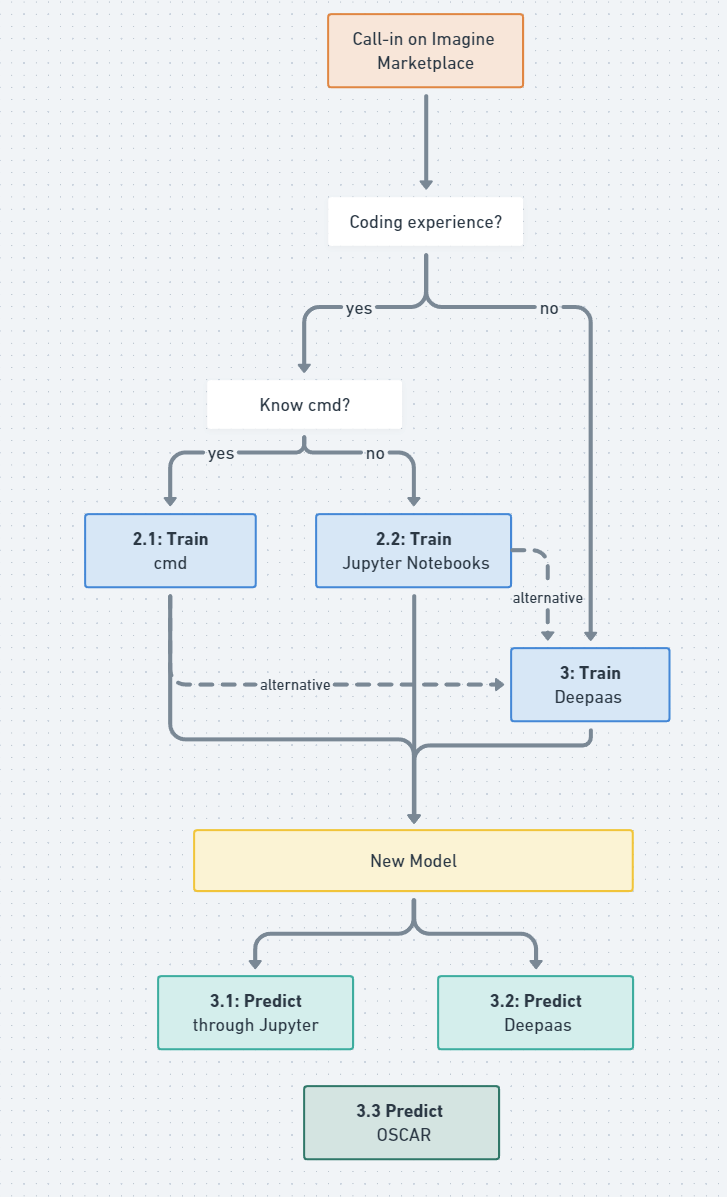 Call-in on Imagine
Marketplace
Coding experience?
yes
no
Know cmd?
yes
no
2.1: Train
cmd
2.2: Train
Jupyter Notebooks
alternative
3: Train
Deepaas
alternative
New Model
3.1: Predict
through Jupyter
3.2: Predict
Deepaas
3.3 Predict
OSCAR